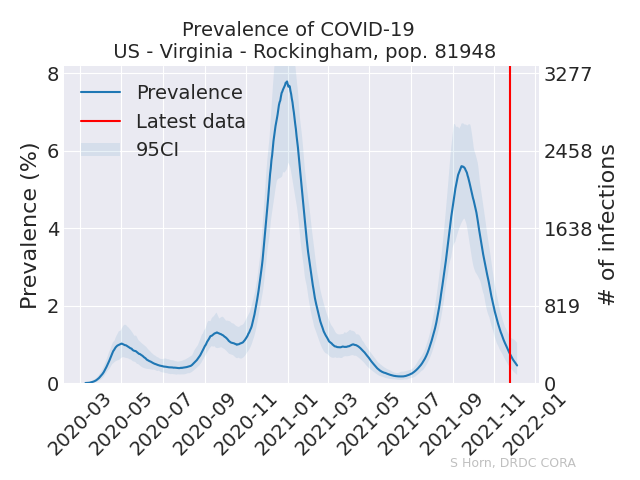 Prevalence of COVID-19
US - Virginia - Rockingham, pop. 81948
Prevalence (%)
8
6
4
2
0
Prevalence
Latest data
95CI
3277
2458
1638
819
0
# of infections
2020-03
2020-05
2020-07
2020-09
2020-11
2021-01
2021-03
2021-05
2021-07
2021-09
2021-11
2022-01
S Horn, DRDC CORA